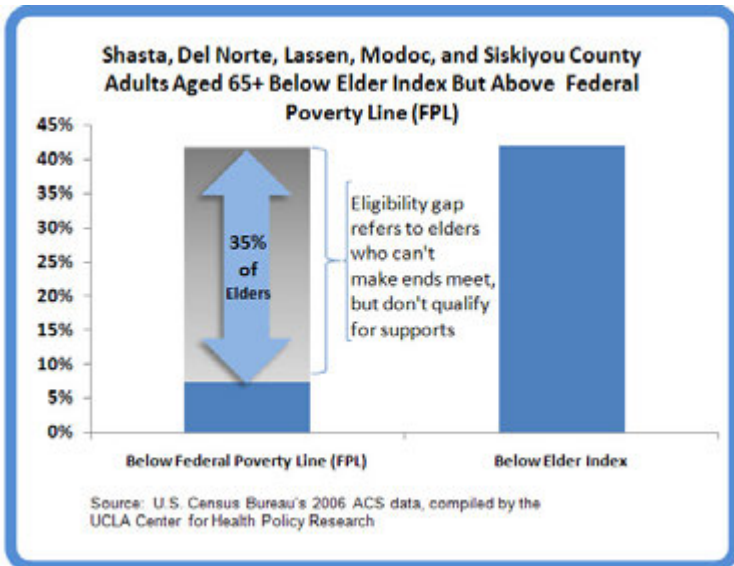 Shasta, Del Norte, Lassen, Modoc, and Siskiyou County
Adults Aged 65+ Below Elder Index But Above Federal
Poverty Line (FPL)
45%
40%
35%
30%
25%
20%
15%
10%
5%
0%
35%
of
Elders
Eligibility gap
refers to elders
who can't
make ends meet,
but don't qualify
for supports
Below Federal Poverty Line (FPL)
Below Elder Index
Source: U.S. Census Bureau's 2006 ACS data, compiled by the
UCLA Center for Health Policy Research